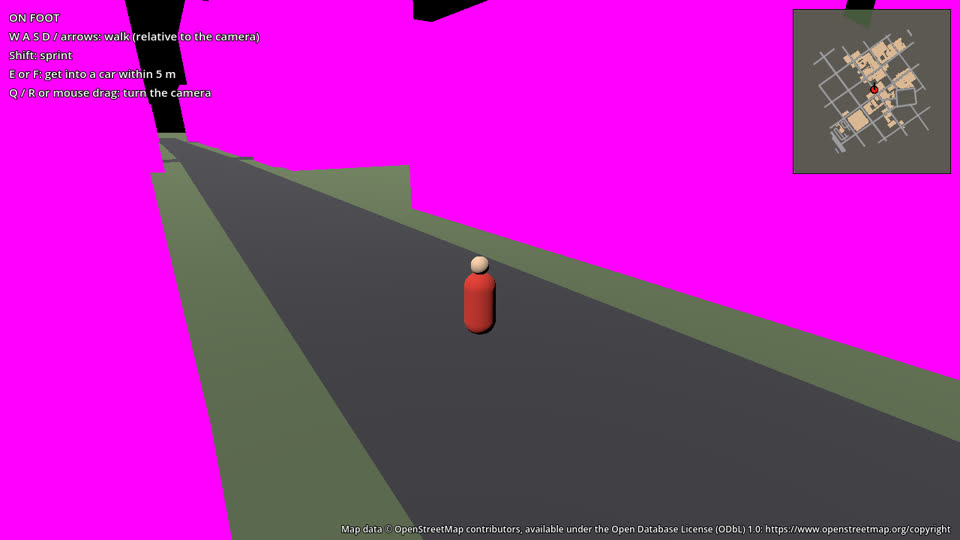 ON FOOT
W A S D / arrows: walk (relative to the camera)
Shift: sprint
E or F: get into a car within 5 m
Q / R or mouse drag: turn the camera
Map data © OpenStreetMap contributors, available under the Open Database License (ODbL) 1.0: https://www.openstreetmap.org/copyright